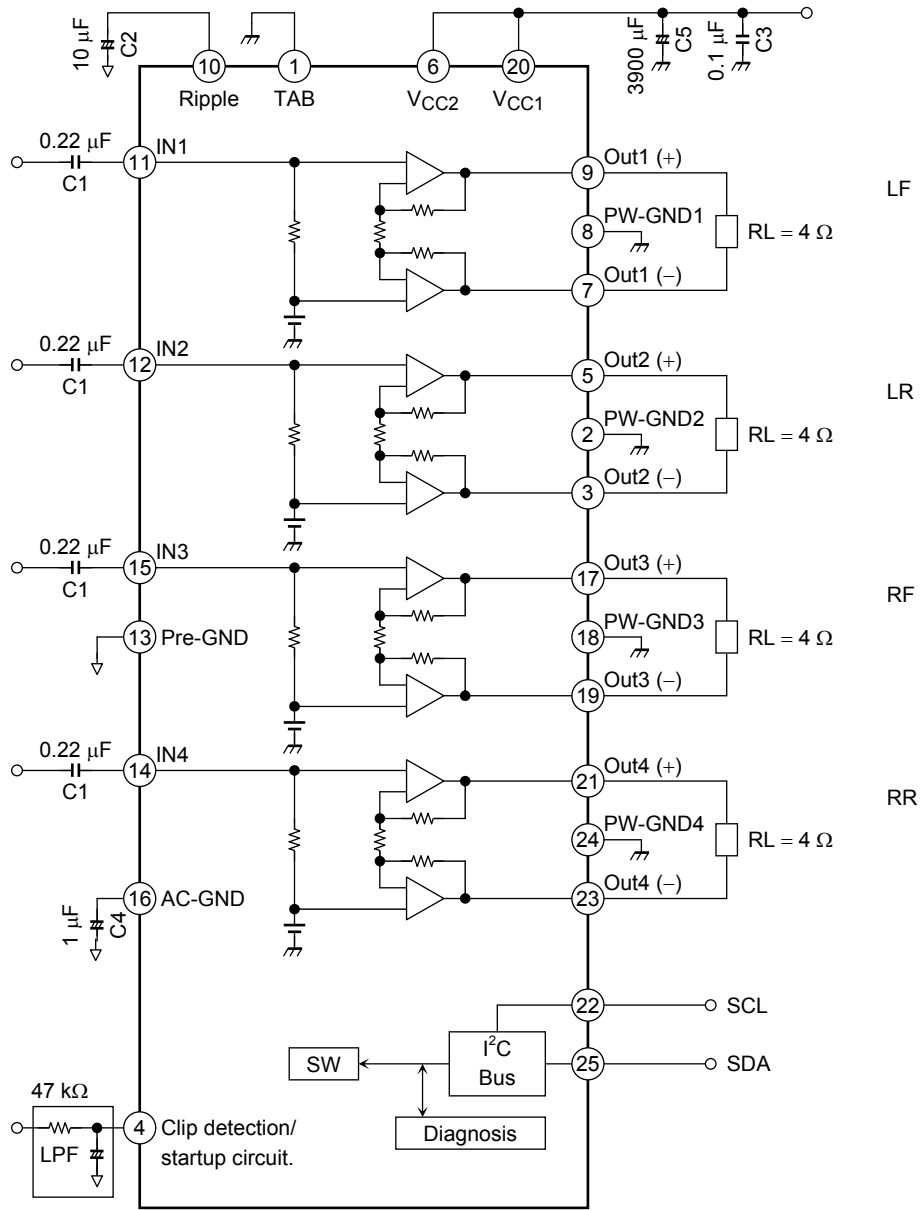 10 μF
C2
3900 μF
C5
0.1 μF
C3
10
1
6
20
Ripple
TAB
VCC2
VCC1
0.22 μF
C1
11
IN1
9
Out1 (+)
8
PW-GND1
7
Out1 (−)
RL = 4 Ω
LF
0.22 μF
C1
12
IN2
5
Out2 (+)
2
PW-GND2
3
Out2 (−)
RL = 4 Ω
LR
0.22 μF
C1
15
IN3
13
Pre-GND
17
Out3 (+)
18
PW-GND3
19
Out3 (−)
RL = 4 Ω
RF
0.22 μF
C1
14
IN4
21
Out4 (+)
24
PW-GND4
23
Out4 (−)
RL = 4 Ω
RR
16
AC-GND
1 μF
C4
22
SCL
I²C
Bus
25
SDA
SW
Diagnosis
47 kΩ
LPF
4
Clip detection/
startup circuit.